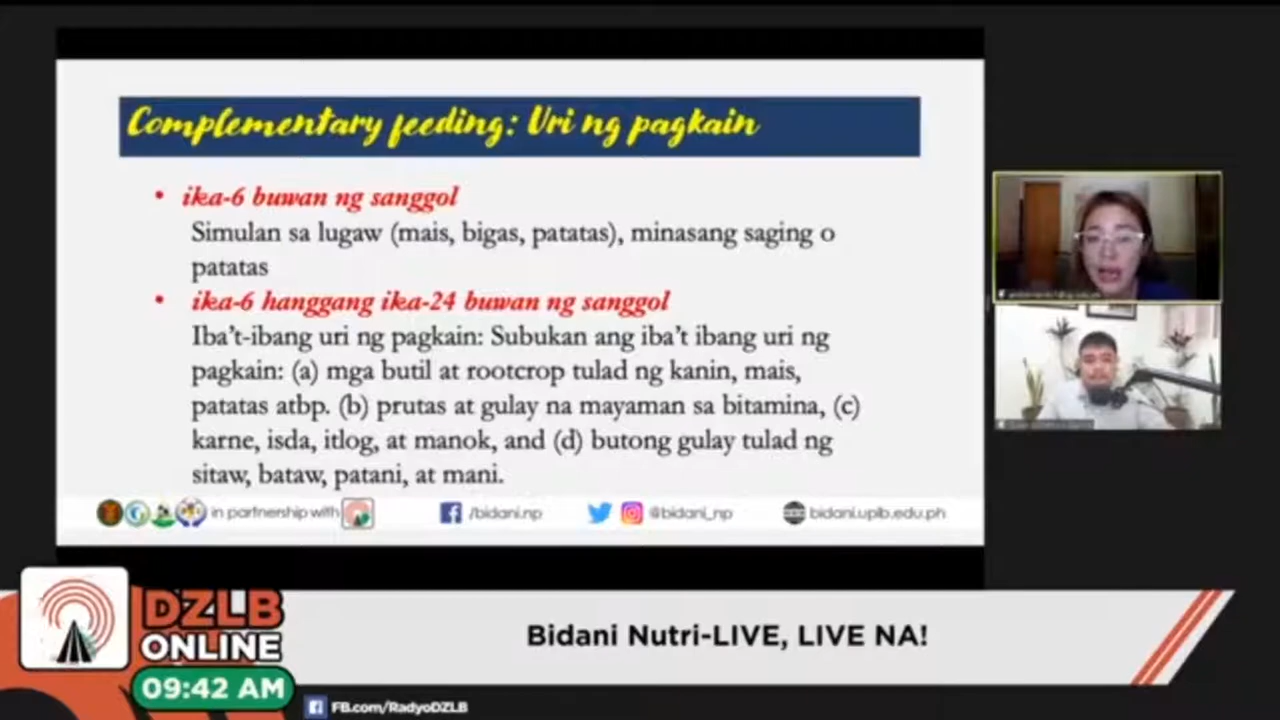 Complementary feeding: Uri ng pagkain
• ika-6 buwan ng sanggol
Simulan sa lugaw (mais, bigas, patatas), minasang saging o
patatas
• ika-6 hanggang ika-24 buwan ng sanggol
Iba't-ibang uri ng pagkain: Subukan ang iba't ibang uri ng
pagkain: (a) mga butil at rootcrop tulad ng kanin, mais,
patatas atbp. (b) prutas at gulay na mayaman sa bitamina, (c)
karne, isda, itlog, at manok, and (d) butong gulay tulad ng
sitaw, bataw, patani, at mani.
in partnership with
/bidani.np
@bidani_np
bidani.uplb.edu.ph
DZLB
ONLINE
09:42 AM
Bidani Nutri-LIVE, LIVE NA!
FB.com/RadyoDZLB